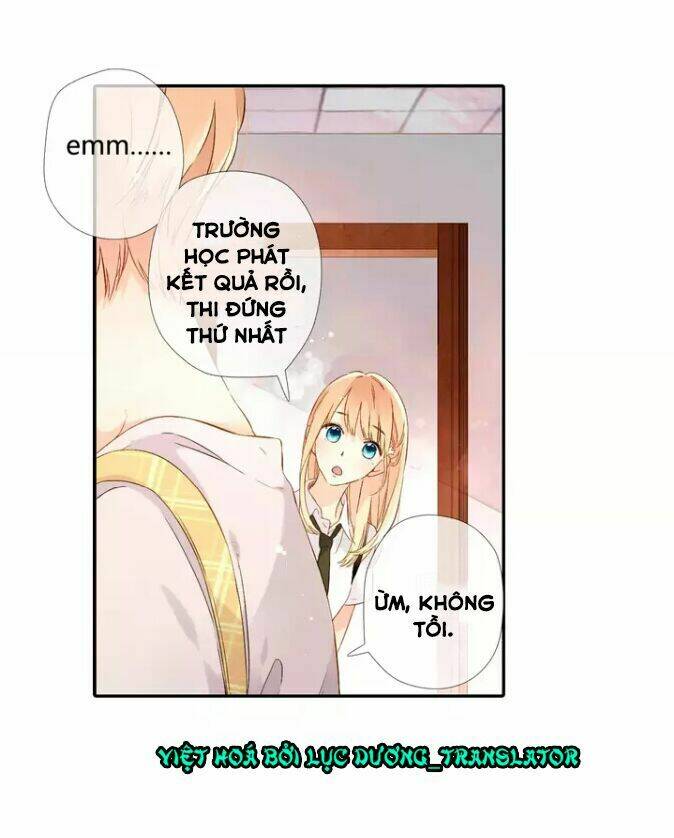 emm......
TRƯỜNG
HỌC PHÁT
KẾT QUẢ RỒI,
THI ĐỨNG
THỨ NHẤT
ỪM, KHÔNG
TỒI.
VIỆT HOÁ BỞI LỤC DƯƠNG_TRANSLATOR